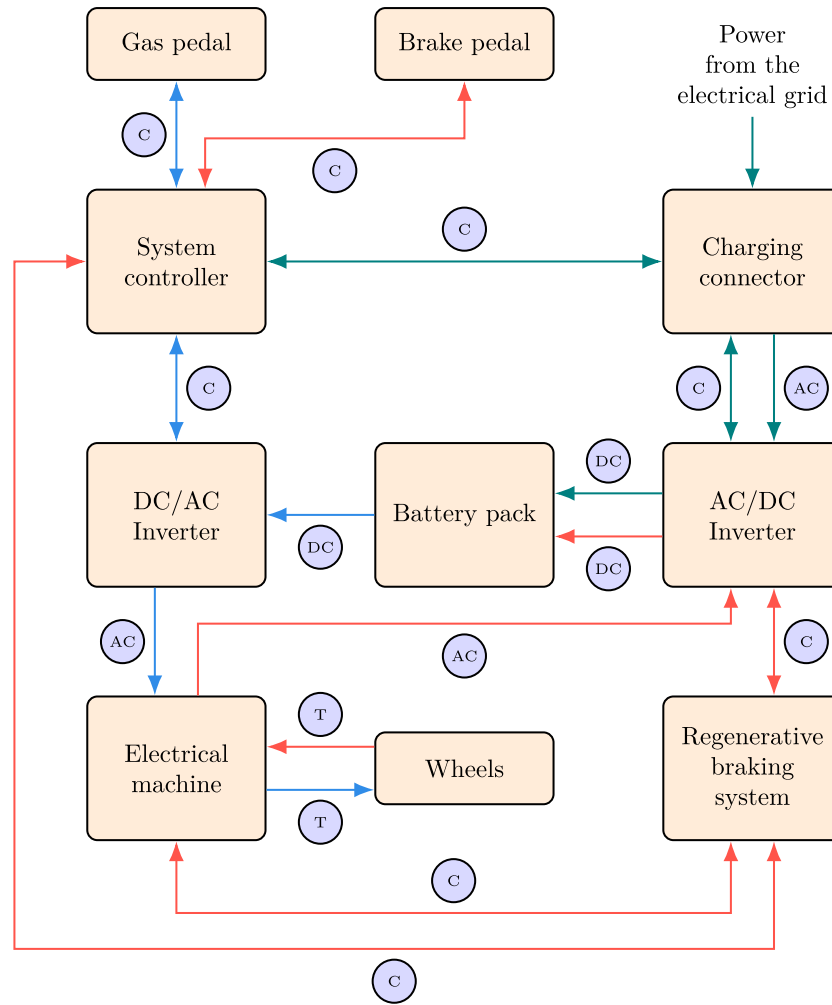 Gas pedal
Brake pedal
Power
from the
electrical grid
C
C
System
controller
C
Charging
connector
C
C
AC
DC/AC
Inverter
DC
Battery pack
DC
DC
AC/DC
Inverter
AC
AC
C
Electrical
machine
T
T
Wheels
Regenerative
braking
system
C
C